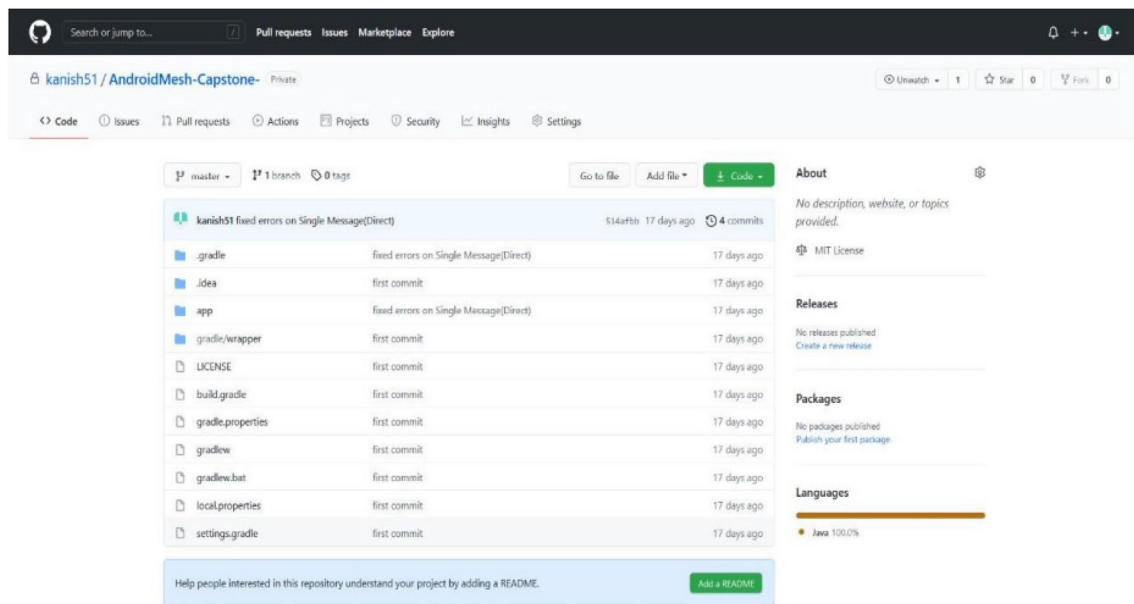 Search or jump to... / Pull requests Issues Marketplace Explore
kanish51 / AndroidMesh-Capstone- Private Unwatch 1 Star 0 Fork 0
Code Issues Pull requests Actions Projects Security Insights Settings
master 1 branch 0 tags Go to file Add file Code
kanish51 fixed errors on Single Message(Direct) 514afbb 17 days ago 4 commits
.gradle fixed errors on Single Message(Direct) 17 days ago
.idea first commit 17 days ago
app fixed errors on Single Message(Direct) 17 days ago
gradle/wrapper first commit 17 days ago
LICENSE first commit 17 days ago
build.gradle first commit 17 days ago
gradle.properties first commit 17 days ago
gradlew first commit 17 days ago
gradlew.bat first commit 17 days ago
local.properties first commit 17 days ago
settings.gradle first commit 17 days ago
Help people interested in this repository understand your project by adding a README. Add a README
About
No description, website, or topics
provided.
MIT License
Releases
No releases published
Create a new release
Packages
No packages published
Publish your first package
Languages
Java 100.0%